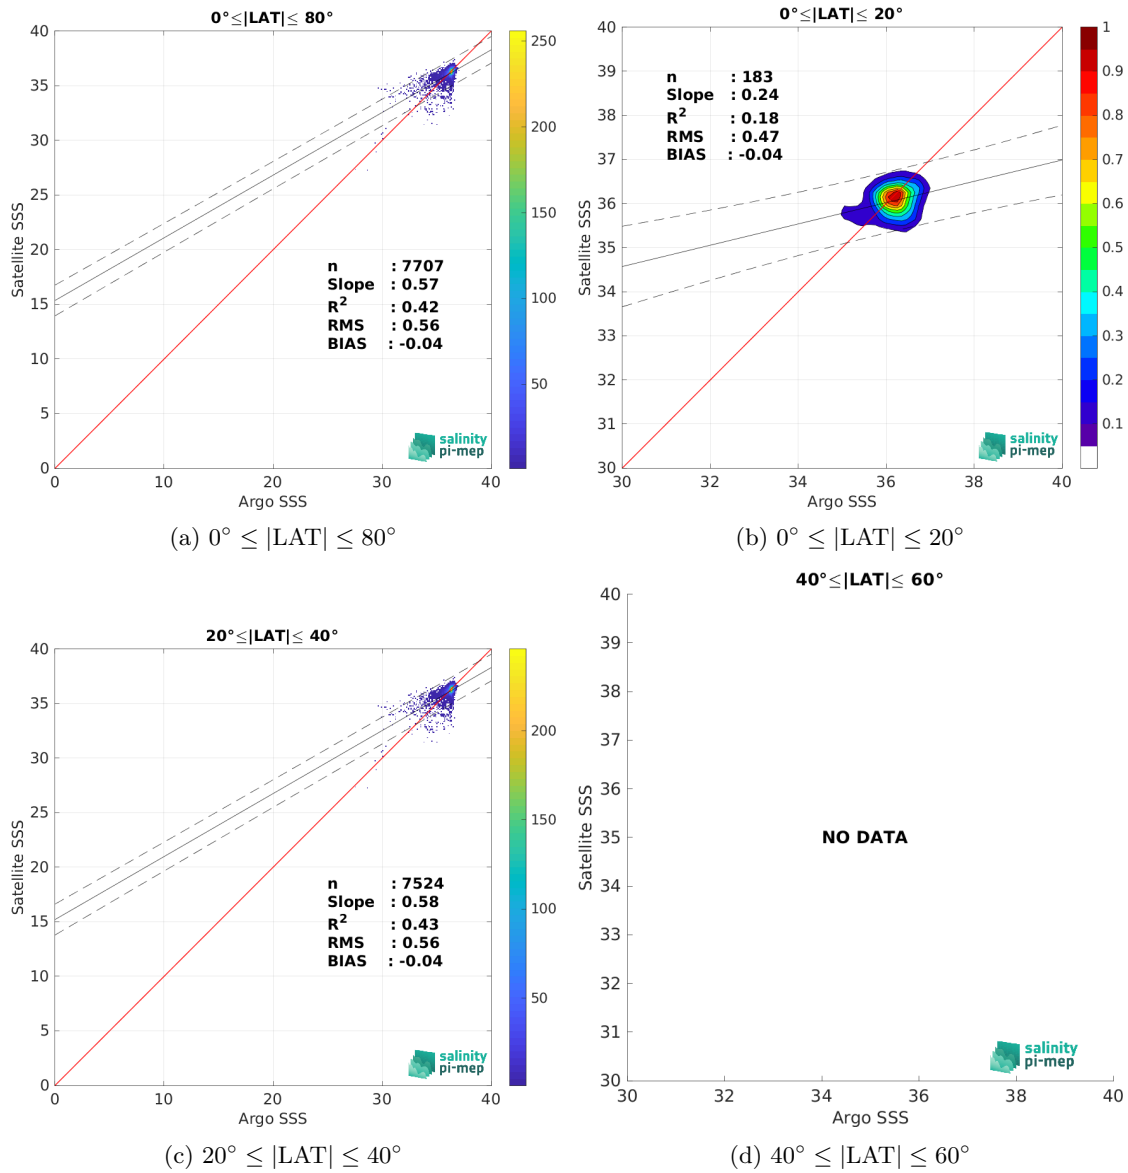 0°≤|LAT|≤ 80°
40
35
30
25
20
15
10
5
0
Satellite SSS
0 10 20 30 40
Argo SSS
n : 7707
Slope : 0.57
R² : 0.42
RMS : 0.56
BIAS : -0.04
salinity
pi-mep
250
200
150
100
50
(a) 0° ≤ |LAT| ≤ 80°
0°≤|LAT|≤ 20°
40
39
38
37
36
35
34
33
32
31
30
Satellite SSS
30 32 34 36 38 40
Argo SSS
n : 183
Slope : 0.24
R² : 0.18
RMS : 0.47
BIAS : -0.04
salinity
pi-mep
1
0.9
0.8
0.7
0.6
0.5
0.4
0.3
0.2
0.1
(b) 0° ≤ |LAT| ≤ 20°
20°≤|LAT|≤ 40°
40
35
30
25
20
15
10
5
0
Satellite SSS
0 10 20 30 40
Argo SSS
n : 7524
Slope : 0.58
R² : 0.43
RMS : 0.56
BIAS : -0.04
salinity
pi-mep
200
150
100
50
(c) 20° ≤ |LAT| ≤ 40°
40°≤|LAT|≤ 60°
40
39
38
37
36
35
34
33
32
31
30
Satellite SSS
NO DATA
30 32 34 36 38 40
Argo SSS
salinity
pi-mep
(d) 40° ≤ |LAT| ≤ 60°